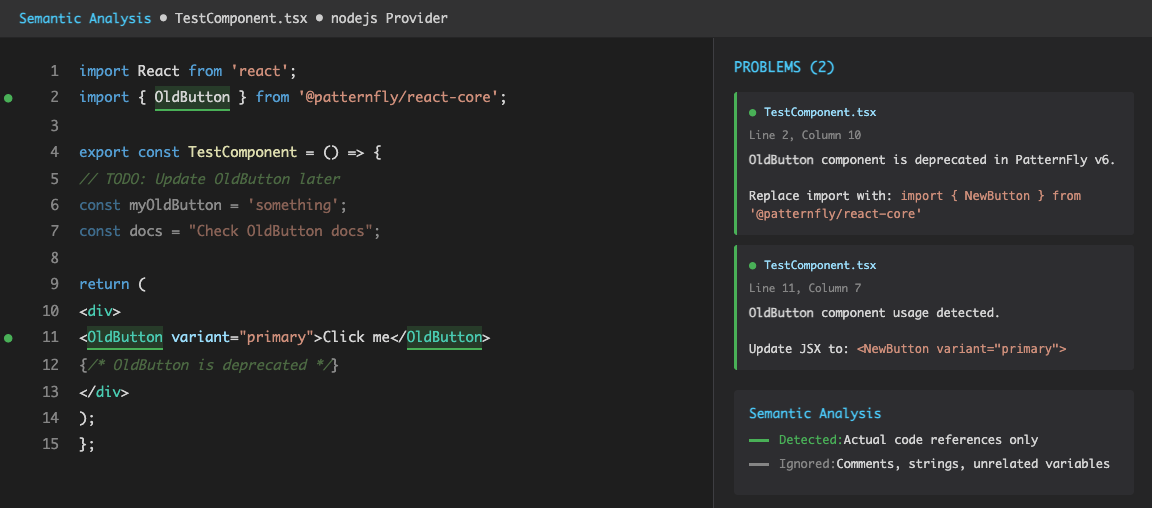 Semantic Analysis ● TestComponent.tsx ● nodejs Provider
1 import React from 'react';
2 import { OldButton } from '@patternfly/react-core';
3
4 export const TestComponent = () => {
5 // TODO: Update OldButton later
6 const myOldButton = 'something';
7 const docs = "Check OldButton docs";
8
9 return (
10 <div>
11 <OldButton variant="primary">Click me</OldButton>
12 {/* OldButton is deprecated */}
13 </div>
14 );
15 };
PROBLEMS (2)
TestComponent.tsx
Line 2, Column 10
OldButton component is deprecated in PatternFly v6.
Replace import with: import { NewButton } from
'@patternfly/react-core'
TestComponent.tsx
Line 11, Column 7
OldButton component usage detected.
Update JSX to: <NewButton variant="primary">
Semantic Analysis
Detected:Actual code references only
Ignored:Comments, strings, unrelated variables